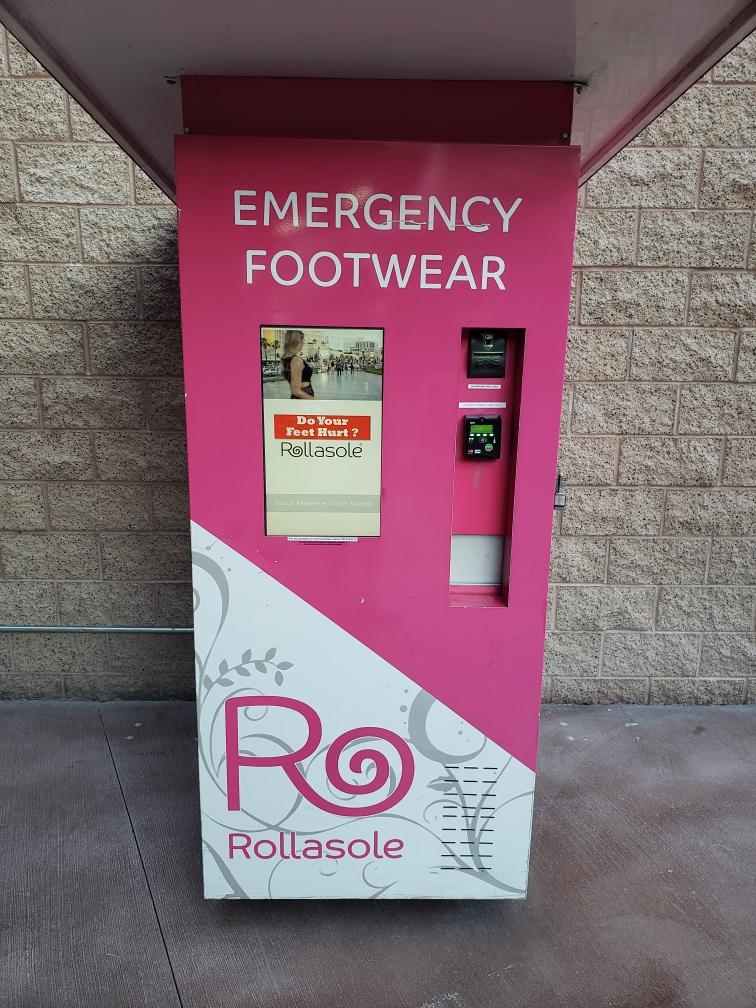 EMERGENCY
FOOTWEAR
Do Your
Feet Hurt ?
Rollasole
Touch Anywhere To Get Started
Ro
Rollasole